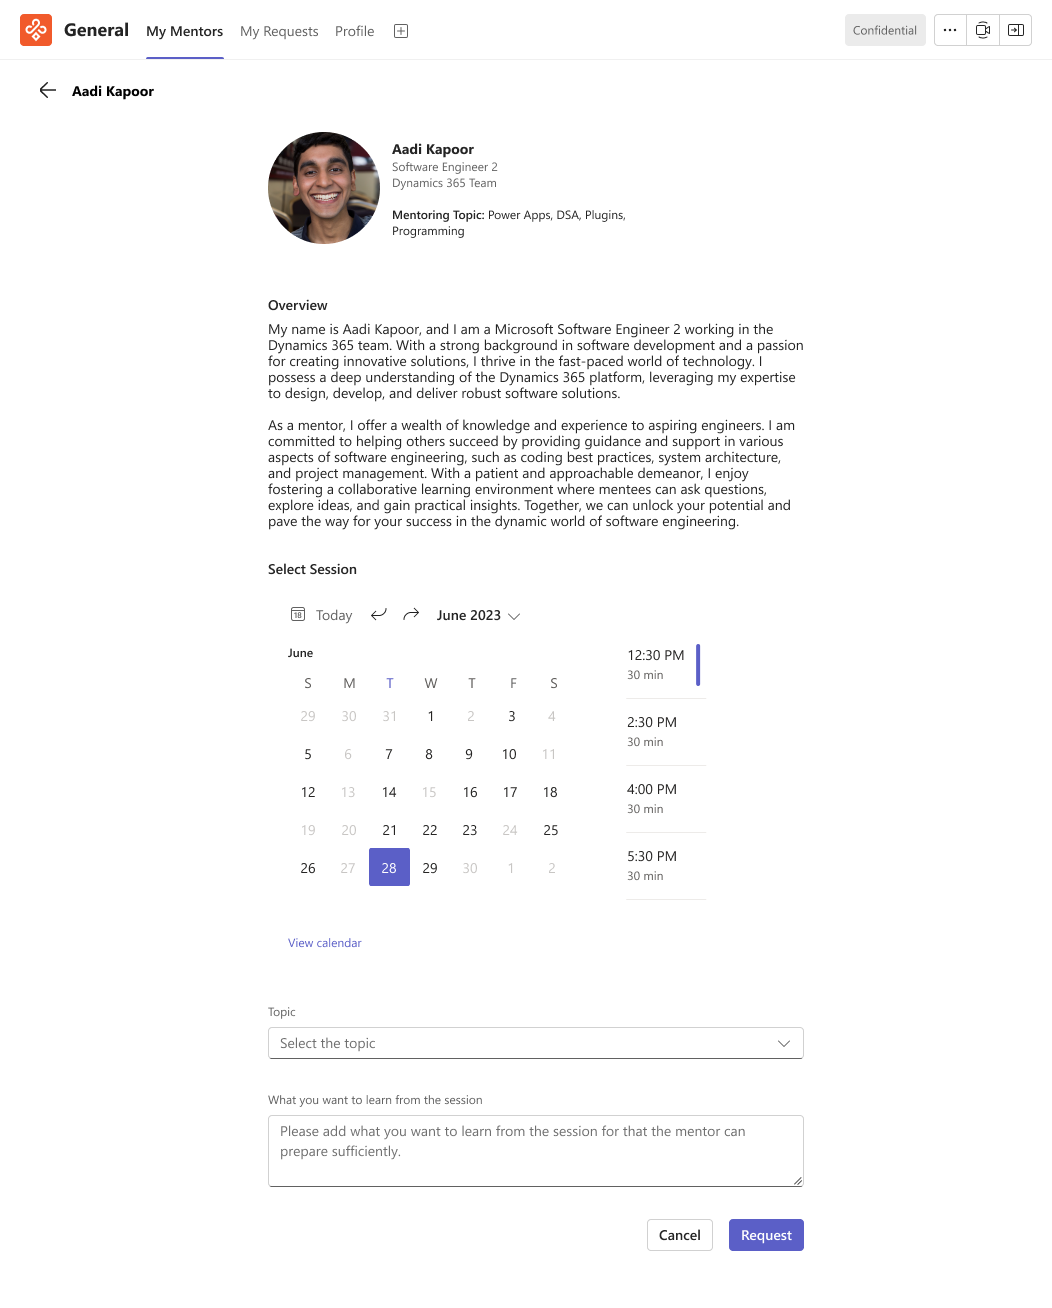 General My Mentors My Requests Profile Confidential
Aadi Kapoor
Aadi Kapoor
Software Engineer 2
Dynamics 365 Team
Mentoring Topic: Power Apps, DSA, Plugins,
Programming
Overview
My name is Aadi Kapoor, and I am a Microsoft Software Engineer 2 working in the
Dynamics 365 team. With a strong background in software development and a passion
for creating innovative solutions, I thrive in the fast-paced world of technology. I
possess a deep understanding of the Dynamics 365 platform, leveraging my expertise
to design, develop, and deliver robust software solutions.
As a mentor, I offer a wealth of knowledge and experience to aspiring engineers. I am
committed to helping others succeed by providing guidance and support in various
aspects of software engineering, such as coding best practices, system architecture,
and project management. With a patient and approachable demeanor, I enjoy
fostering a collaborative learning environment where mentees can ask questions,
explore ideas, and gain practical insights. Together, we can unlock your potential and
pave the way for your success in the dynamic world of software engineering.
Select Session
18 Today June 2023
June
S M T W T F S
29 30 31 1 2 3 4
5 6 7 8 9 10 11
12 13 14 15 16 17 18
19 20 21 22 23 24 25
26 27 28 29 30 1 2
12:30 PM
30 min
2:30 PM
30 min
4:00 PM
30 min
5:30 PM
30 min
View calendar
Topic
Select the topic
What you want to learn from the session
Please add what you want to learn from the session for that the mentor can
prepare sufficiently.
Cancel Request